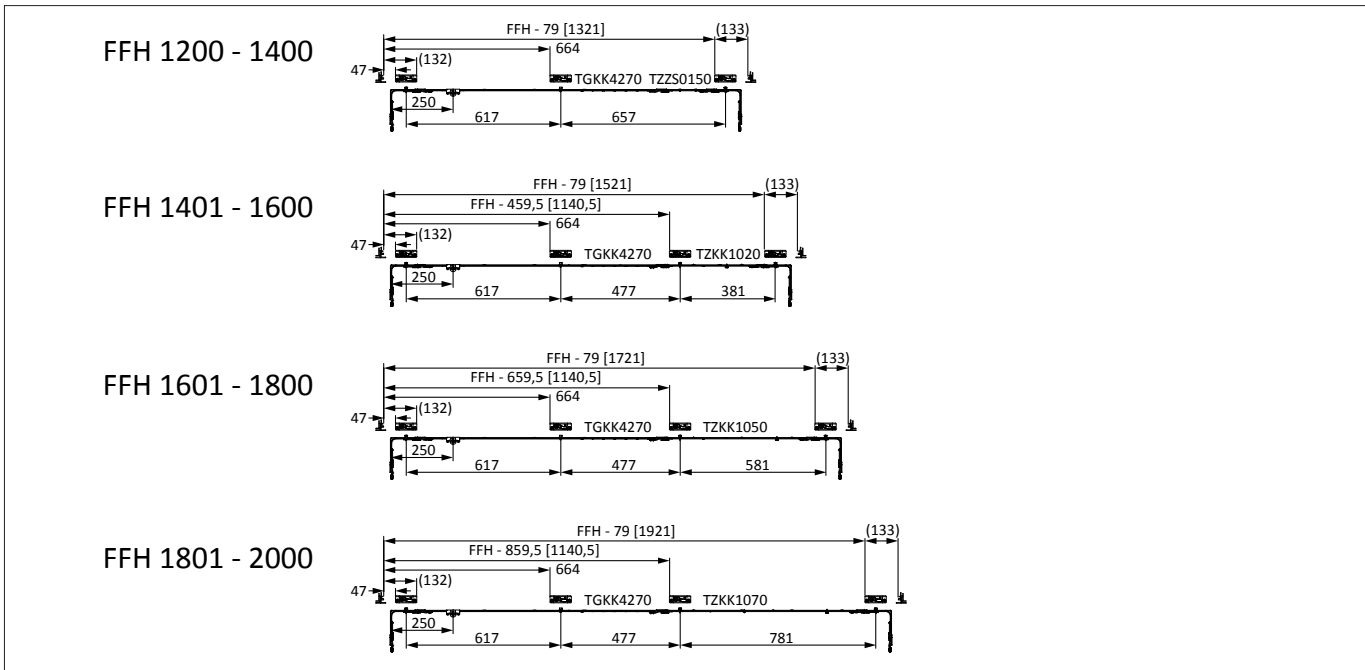 FFH 1200 - 1400
FFH - 79 [1321]
(133)
664
(132)
47
TGKK4270 TZZS0150
250
617
657
FFH 1401 - 1600
FFH - 79 [1521]
(133)
FFH - 459,5 [1140,5]
664
(132)
47
TGKK4270
TZKK1020
250
617
477
381
FFH 1601 - 1800
FFH - 79 [1721]
(133)
FFH - 659,5 [1140,5]
664
(132)
47
TGKK4270
TZKK1050
250
617
477
581
FFH 1801 - 2000
FFH - 79 [1921]
(133)
FFH - 859,5 [1140,5]
664
(132)
47
TGKK4270
TZKK1070
250
617
477
781